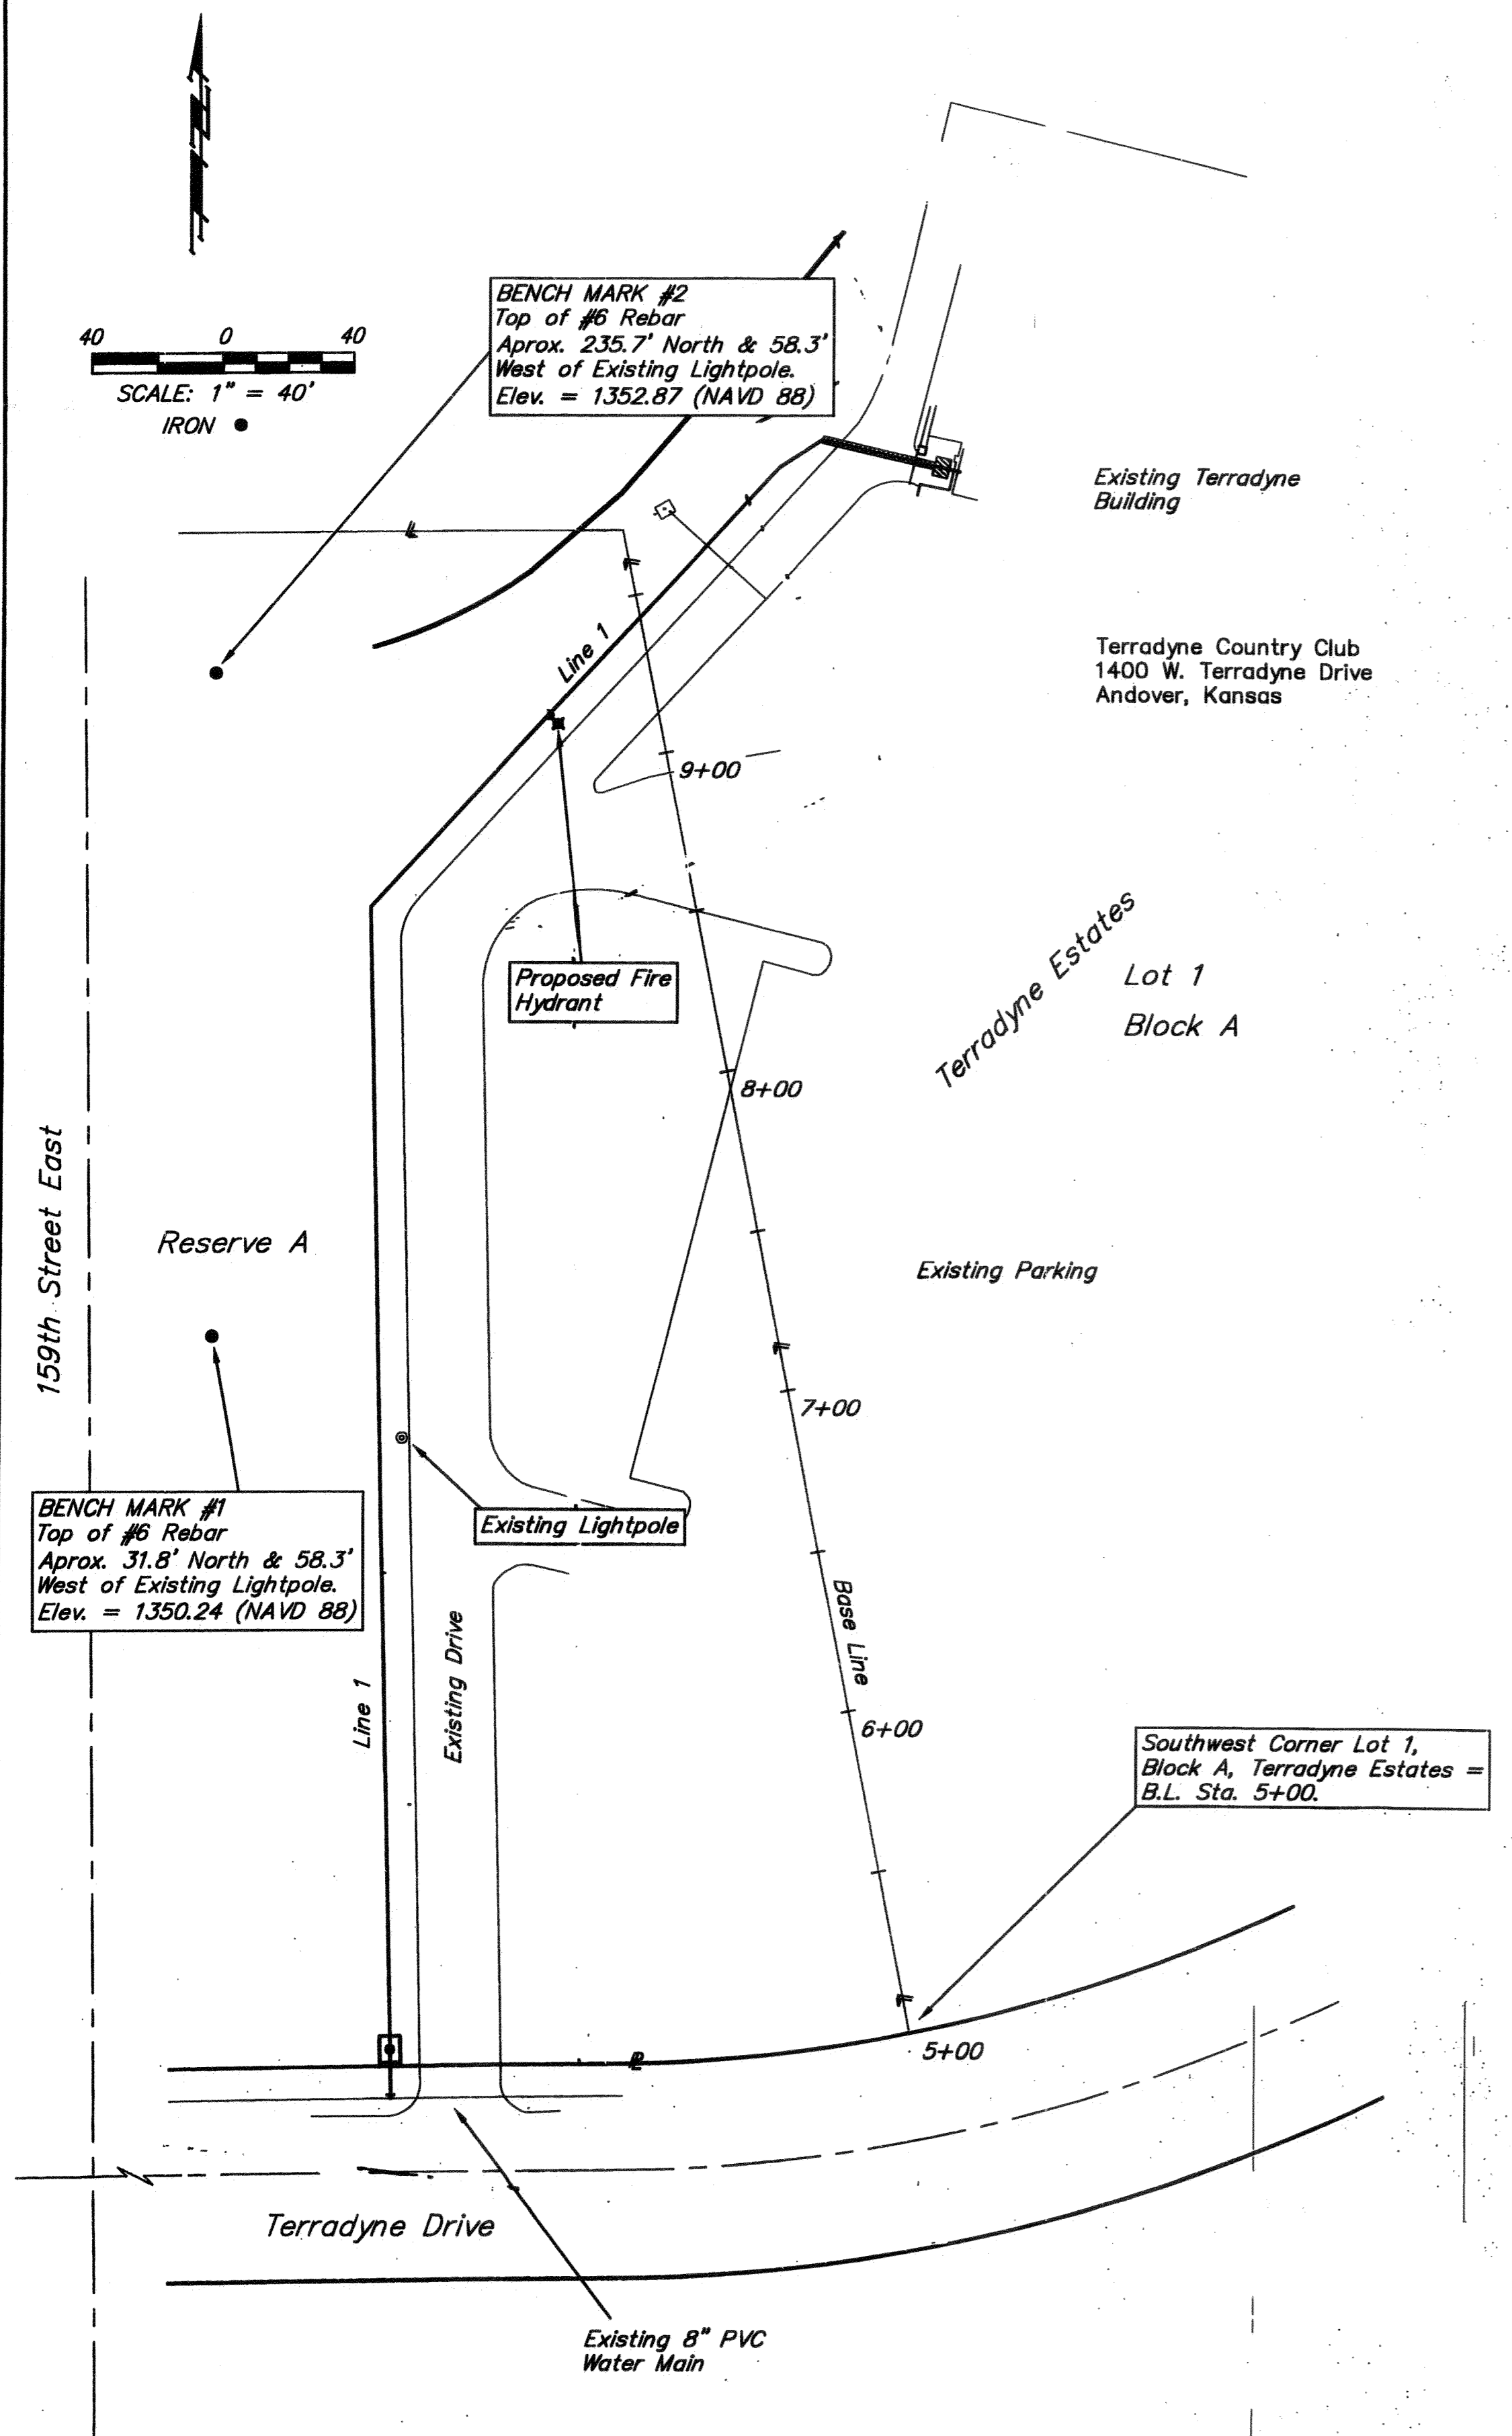 BENCH MARK #2
Top of #6 Rebar
Aprox. 235.7' North & 58.3'
West of Existing Lightpole.
Elev. = 1352.87 (NAVD 88)
40 0 40
SCALE: 1" = 40'
IRON
Existing Terradyne
Building
Line 1
Terradyne Country Club
1400 W. Terradyne Drive
Andover, Kansas
9+00
Proposed Fire
Hydrant
Terradyne Estates
Lot 1
Block A
8+00
159th Street East
Reserve A
Existing Parking
7+00
BENCH MARK #1
Top of #6 Rebar
Aprox. 31.8' North & 58.3'
West of Existing Lightpole.
Elev. = 1350.24 (NAVD 88)
Existing Lightpole
Base Line
Line 1
Existing Drive
6+00
Southwest Corner Lot 1,
Block A, Terradyne Estates =
B.L. Sta. 5+00.
5+00
Terradyne Drive
Existing 8" PVC
Water Main